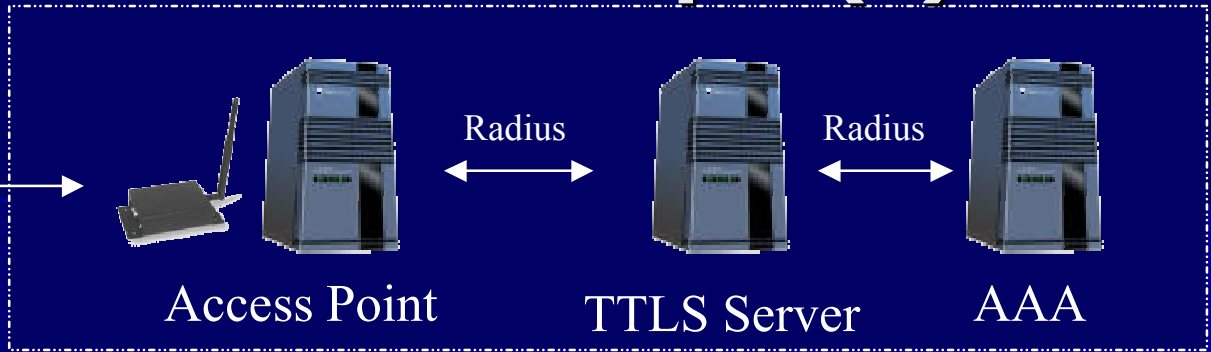 Radius
Radius
Access Point
TTLS Server
AAA